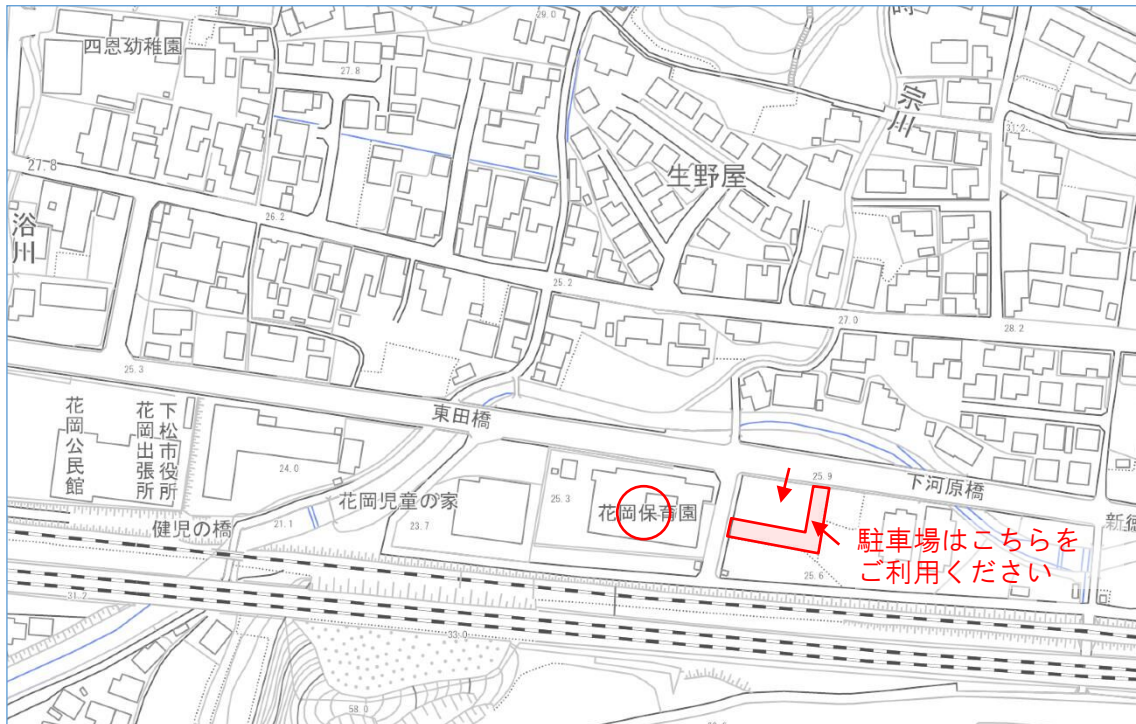 29.0
時
四恩幼稚園
27.8
宗川
31.2
27.8
生野屋
26.2
浴川
25.2
27.0
28.2
25.3
東田橋
花岡公民館
下松市役所
花岡出張所
24.0
25.9
下河原橋
花岡児童の家
25.3
花岡保育園
健児の橋
21.1
23.7
駐車場はこちらを
ご利用ください
25.6
31.2
33.0
58.0